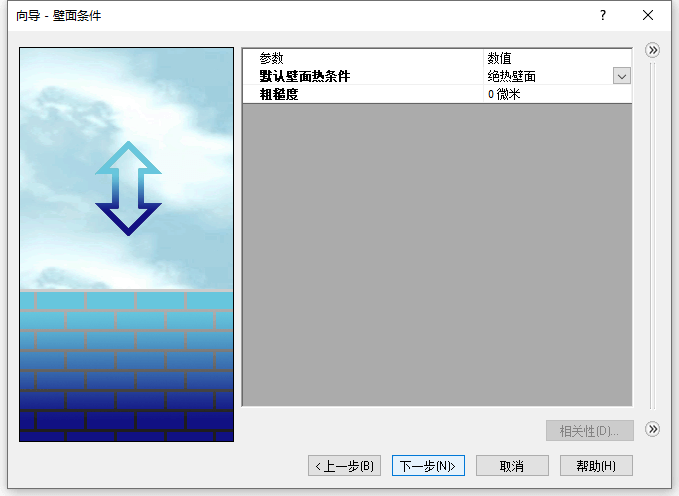 向导 - 壁面条件
参数 数值
默认壁面热条件 绝热壁面
粗糙度 0 微米
相关性(D)...
<上一步(B) 下一步(N)> 取消 帮助(H)